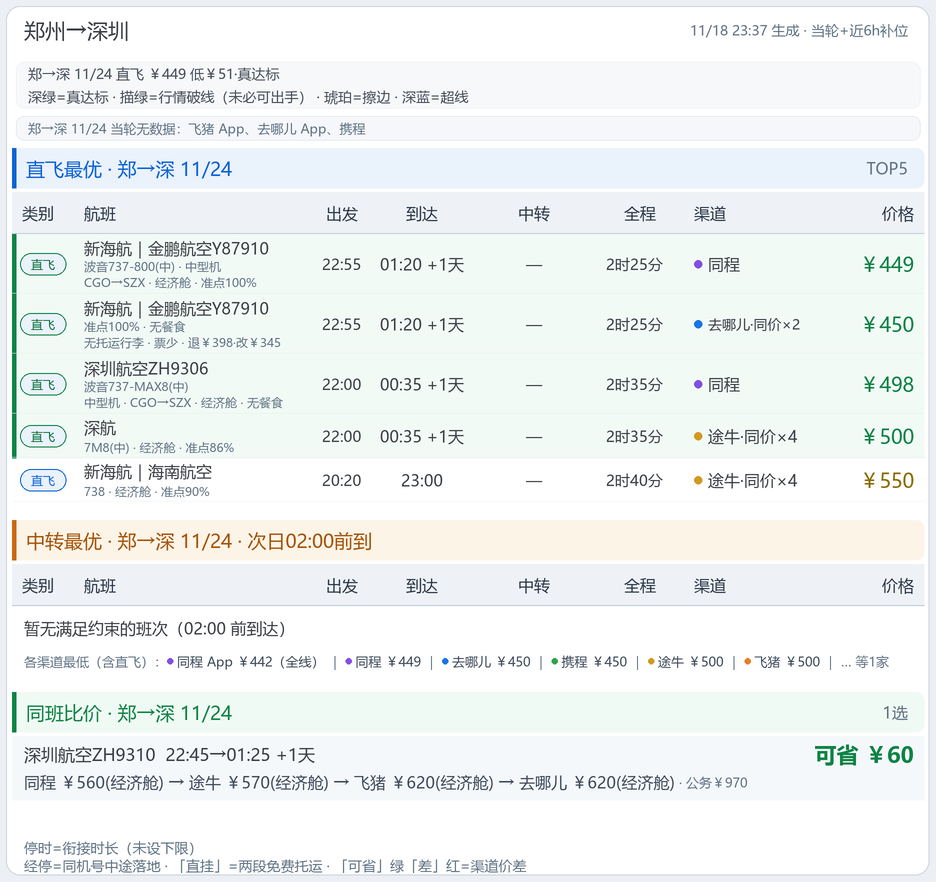 郑州→深圳
11/18 23:37 生成 · 当轮+近6h补位
郑→深 11/24 直飞 ￥449 低￥51·真达标
深绿=真达标 · 描绿=行情破线（未必可出手） · 琥珀=擦边 · 深蓝=超线
郑→深 11/24 当轮无数据：飞猪 App、去哪儿 App、携程
直飞最优 · 郑→深 11/24 TOP5
类别 航班 出发 到达 中转 全程 渠道 价格
新海航｜金鹏航空Y87910
直飞 波音737-800(中) · 中型机 22:55 01:20 +1天 — 2时25分 同程 ￥449
CGO→SZX · 经济舱 · 准点100%
新海航｜金鹏航空Y87910
直飞 准点100% · 无餐食 22:55 01:20 +1天 — 2时25分 去哪儿·同价×2 ￥450
无托运行李 · 票少 · 退￥398·改￥345
深圳航空ZH9306
直飞 波音737-MAX8(中) 22:00 00:35 +1天 — 2时35分 同程 ￥498
中型机 · CGO→SZX · 经济舱 · 无餐食
深航
直飞 22:00 00:35 +1天 — 2时35分 途牛·同价×4 ￥500
7M8(中) · 经济舱 · 准点86%
新海航｜海南航空
直飞 20:20 23:00 — 2时40分 途牛·同价×4 ￥550
738 · 经济舱 · 准点90%
中转最优 · 郑→深 11/24 · 次日02:00前到
类别 航班 出发 到达 中转 全程 渠道 价格
暂无满足约束的班次（02:00 前到达）
各渠道最低（含直飞）: 同程 App ￥442（全线） | 同程 ￥449 | 去哪儿 ￥450 | 携程 ￥450 | 途牛 ￥500 | 飞猪 ￥500 | … 等1家
同班比价 · 郑→深 11/24 1选
深圳航空ZH9310 22:45→01:25 +1天 可省 ￥60
同程 ￥560(经济舱) → 途牛 ￥570(经济舱) → 飞猪 ￥620(经济舱) → 去哪儿 ￥620(经济舱) · 公务￥970
停时=衔接时长（未设下限）
经停=同机号中途落地 · 「直挂」=两段免费托运 · 「可省」绿「差」红=渠道价差